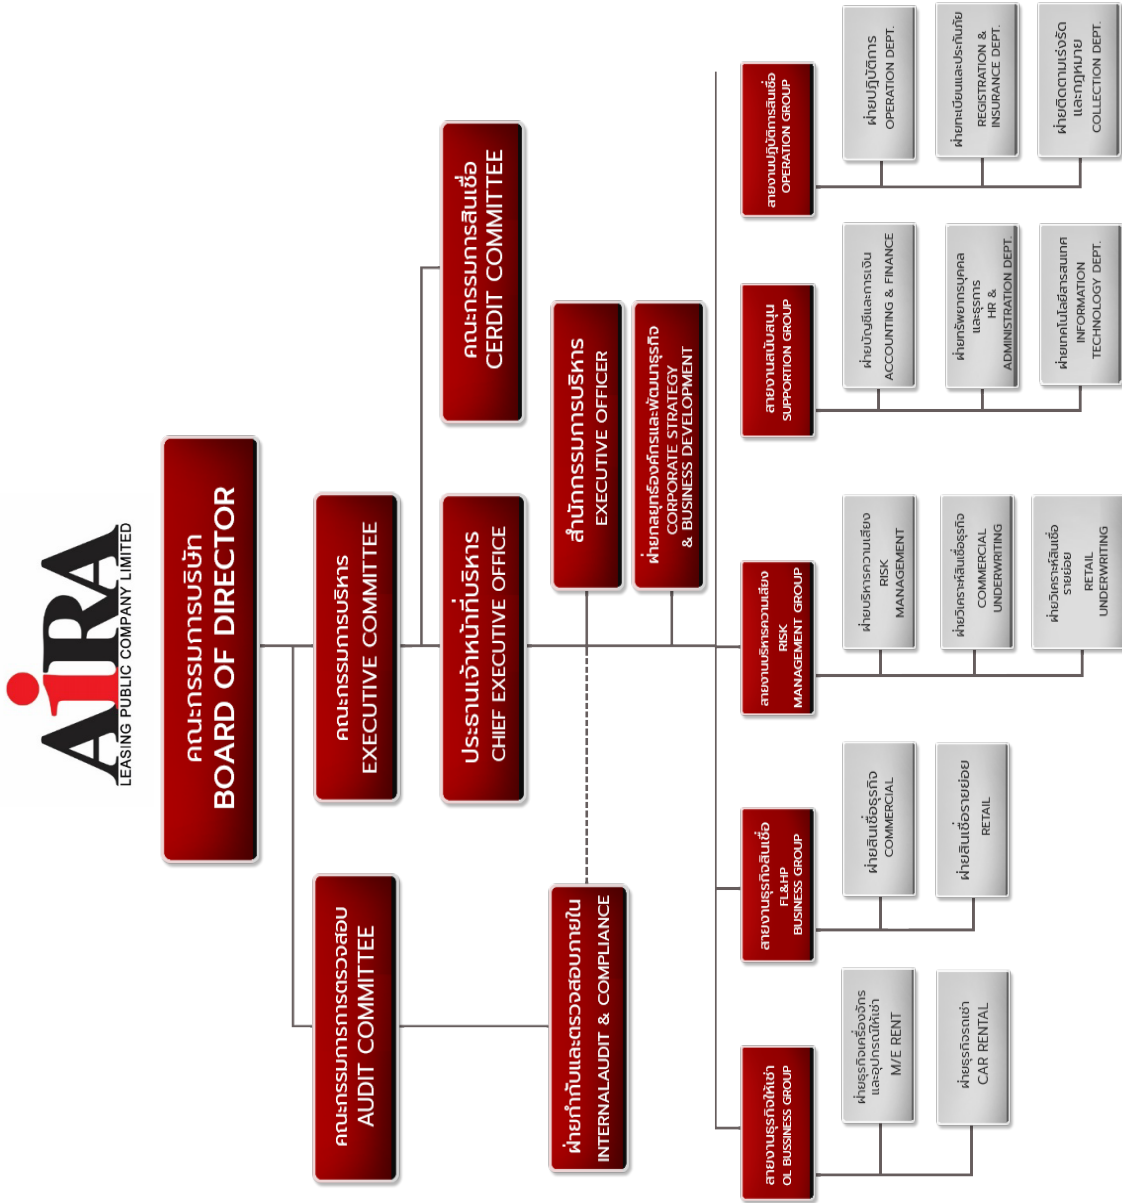 AiRA
LEASING PUBLIC COMPANY LIMITED
คณะกรรมการบริษัท
BOARD OF DIRECTOR
คณะกรรมการการตรวจสอบ
AUDIT COMMITTEE
คณะกรรมการบริหาร
EXECUTIVE COMMITTEE
ฝ่ายกำกับและตรวจสอบภายใน
INTERNALAUDIT & COMPLIANCE
ประธานเจ้าหน้าที่บริหาร
CHIEF EXECUTIVE OFFICE
คณะกรรมการสินเชื่อ
CERDIT COMMITTEE
สำนักกรรมการบริหาร
EXECUTIVE OFFICER
ฝ่ายกลยุทธ์องค์กรและพัฒนาธุรกิจ
CORPORATE STRATEGY
& BUSINESS DEVELOPMENT
สายงานธุรกิจให้เช่า
OL BUSSINESS GROUP
ฝ่ายธุรกิจเครื่องจักร
และอุปกรณ์ให้เช่า
M/E RENT
ฝ่ายธุรกิจรถเช่า
CAR RENTAL
สายงานธุรกิจสินเชื่อ
FL&HP
BUSINESS GROUP
ฝ่ายสินเชื่อธุรกิจ
COMMERCIAL
ฝ่ายสินเชื่อรายย่อย
RETAIL
สายงานบริหารความเสี่ยง
RISK
MANAGEMENT GROUP
ฝ่ายบริหารความเสี่ยง
RISK
MANAGEMENT
ฝ่ายวิเคราะห์สินเชื่อธุรกิจ
COMMERCIAL
UNDERWRITING
ฝ่ายวิเคราะห์สินเชื่อ
รายย่อย
RETAIL
UNDERWRITING
สายงานสนับสนุน
SUPPORTION GROUP
ฝ่ายบัญชีและการเงิน
ACCOUNTING & FINANCE
ฝ่ายทรัพยากรบุคคล
และธุรการ
HR &
ADMINISTRATION DEPT.
ฝ่ายเทคโนโลยีสารสนเทศ
INFORMATION
TECHNOLOGY DEPT.
สายงานปฏิบัติการสินเชื่อ
OPERATION GROUP
ฝ่ายปฏิบัติการ
OPERATION DEPT.
ฝ่ายทะเบียนและประกันภัย
REGISTRATION &
INSURANCE DEPT.
ฝ่ายติดตามเร่งรัด
และกฎหมาย
COLLECTION DEPT.